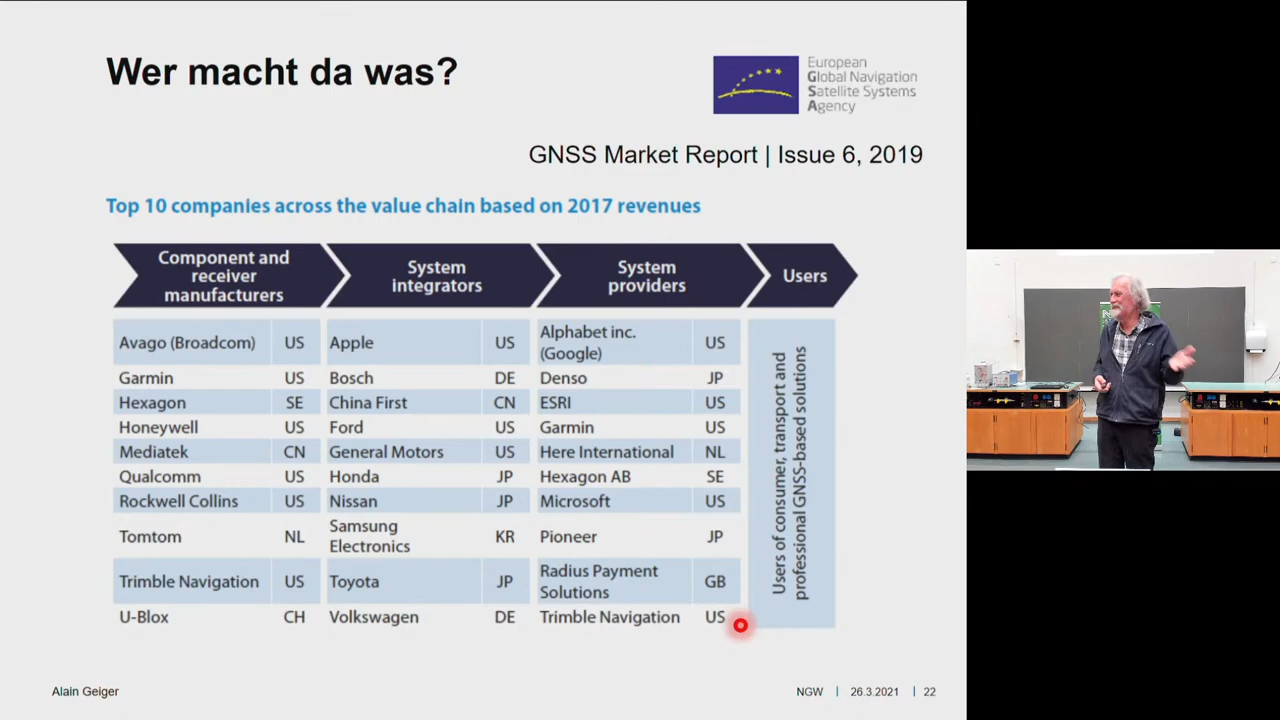 Wer macht da was?
European
Global Navigation
Satellite Systems
Agency
GNSS Market Report | Issue 6, 2019
Top 10 companies across the value chain based on 2017 revenues
Component and
receiver
manufacturers
System
integrators
System
providers
Users
Avago (Broadcom) US Apple US Alphabet inc. (Google) US
Garmin US Bosch DE Denso JP
Hexagon SE China First CN ESRI US
Honeywell US Ford US Garmin US
Mediatek CN General Motors US Here International NL
Qualcomm US Honda JP Hexagon AB SE
Rockwell Collins US Nissan JP Microsoft US
Tomtom NL Samsung Electronics KR Pioneer JP
Trimble Navigation US Toyota JP Radius Payment Solutions GB
U-Blox CH Volkswagen DE Trimble Navigation US
Users of consumer, transport and
professional GNSS-based solutions
Alain Geiger
NGW | 26.3.2021 | 22